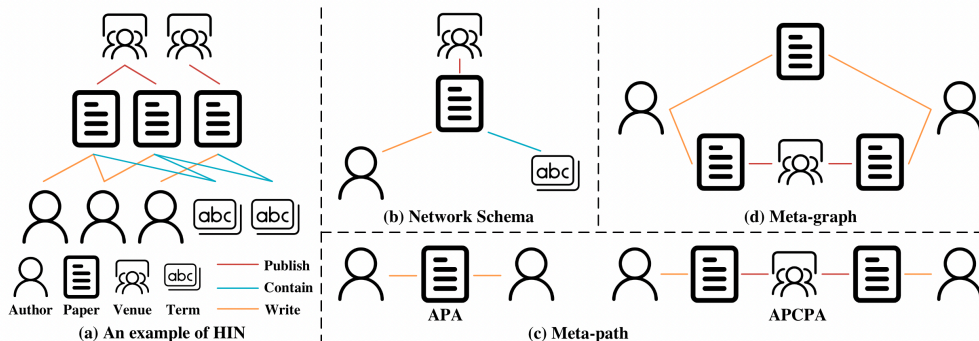 abc
abc
Author
Paper
Venue
abc
Term
Publish
Contain
Write
(a) An example of HIN
abc
(b) Network Schema
(d) Meta-graph
APA
APCPA
(c) Meta-path